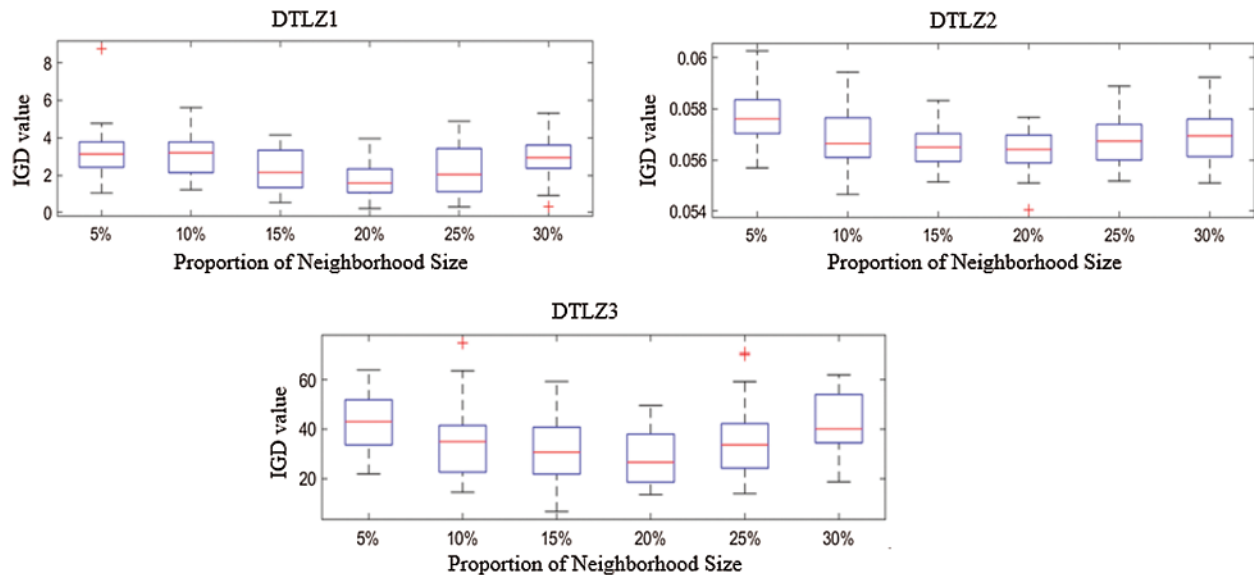 DTLZ1
IGD value
8
6
4
2
0
5% 10% 15% 20% 25% 30%
Proportion of Neighborhood Size
DTLZ2
IGD value
0.06
0.058
0.056
0.054
5% 10% 15% 20% 25% 30%
Proportion of Neighborhood Size
DTLZ3
IGD value
60
40
20
5% 10% 15% 20% 25% 30%
Proportion of Neighborhood Size